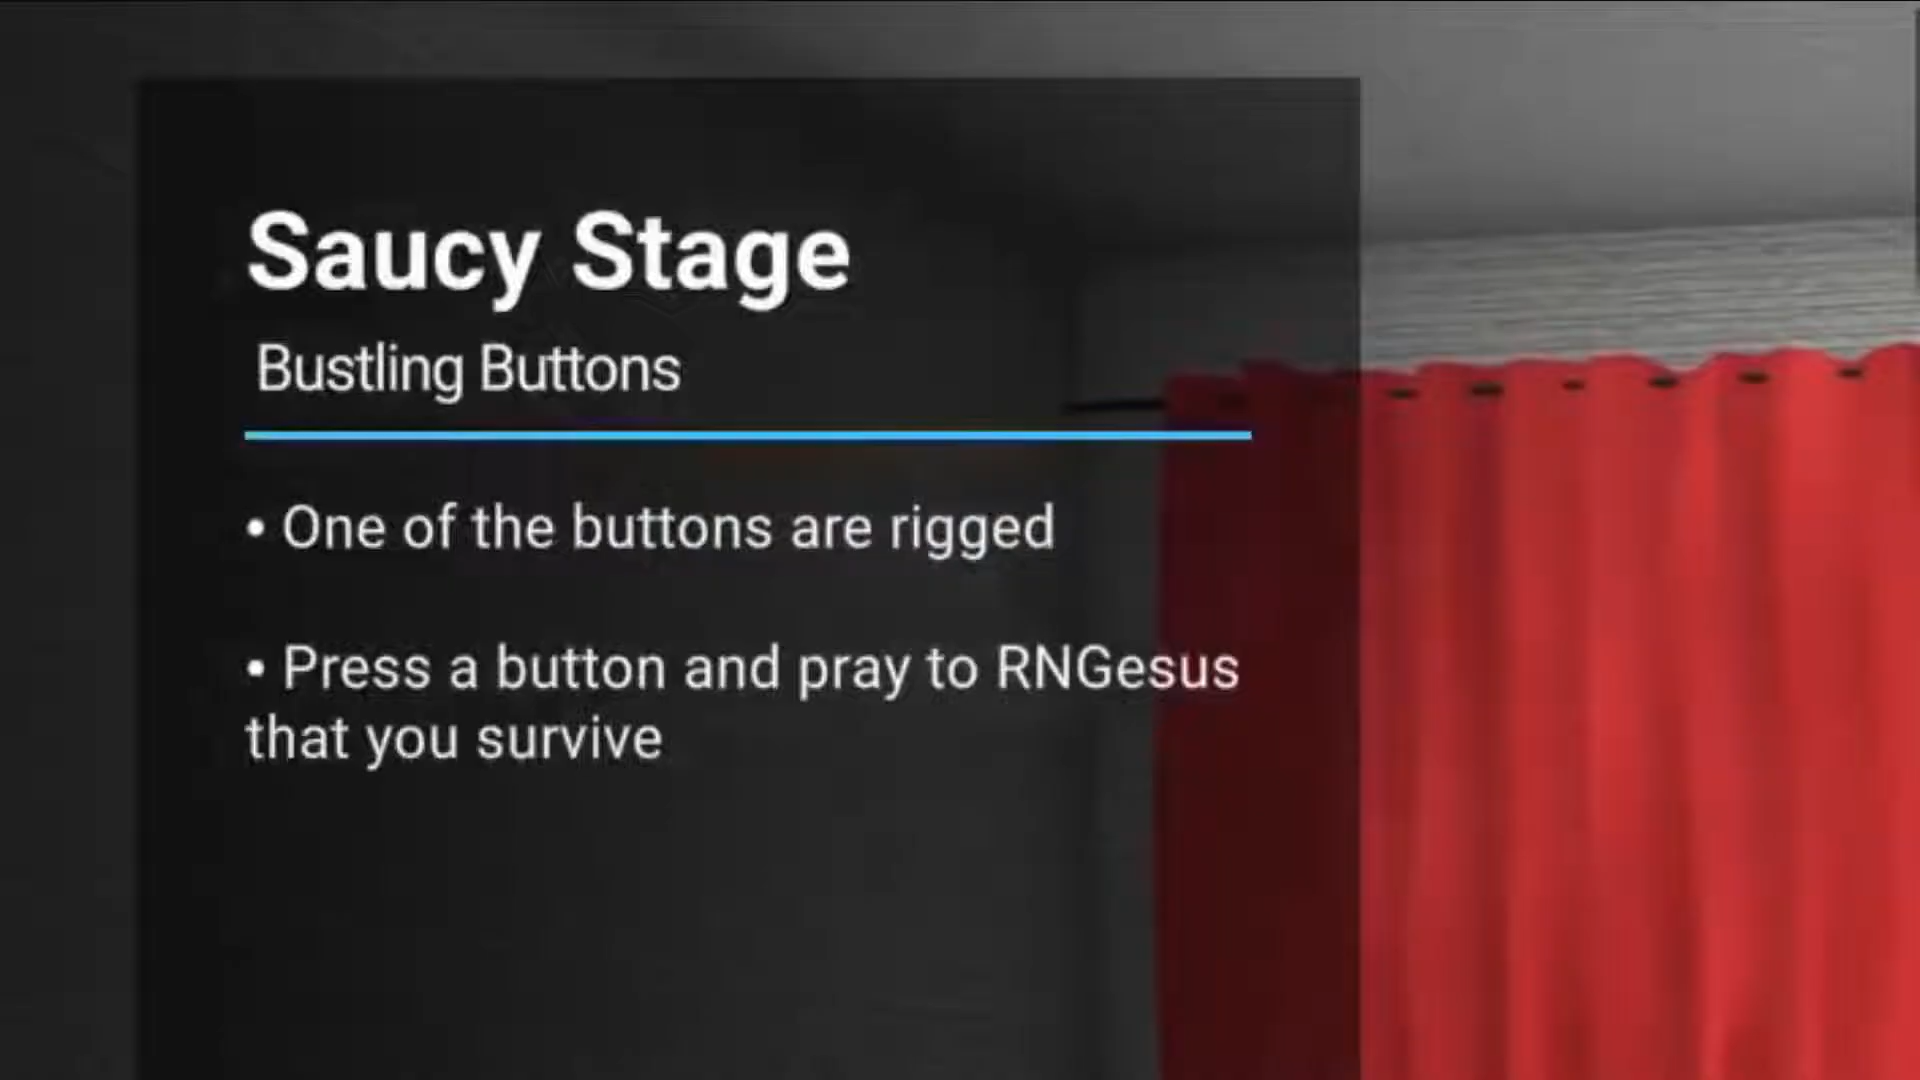 Saucy Stage
Bustling Buttons
• One of the buttons are rigged
• Press a button and pray to RNGesus
that you survive